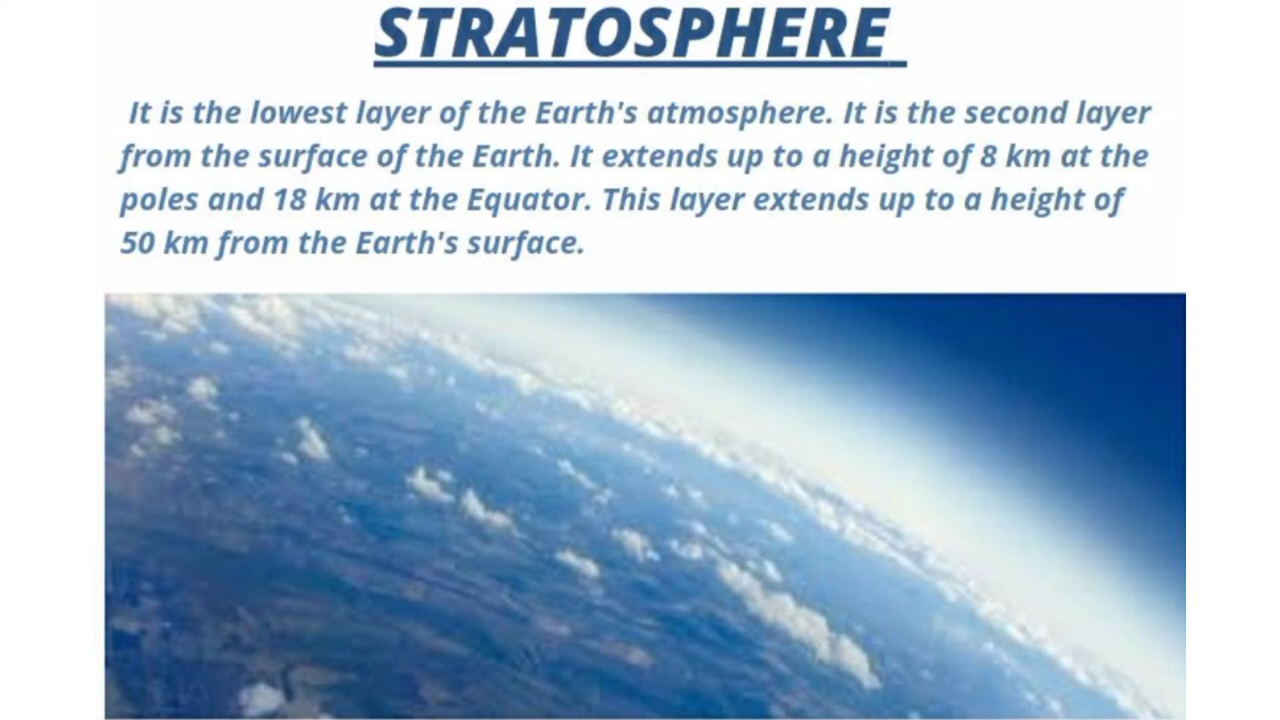 STRATOSPHERE
It is the lowest layer of the Earth's atmosphere. It is the second layer
from the surface of the Earth. It extends up to a height of 8 km at the
poles and 18 km at the Equator. This layer extends up to a height of
50 km from the Earth's surface.